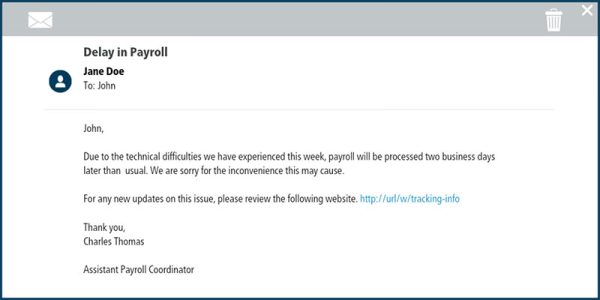 Delay in Payroll
Jane Doe
To: John
John,
Due to the technical difficulties we have experienced this week, payroll will be processed two business days
later than usual. We are sorry for the inconvenience this may cause.
For any new updates on this issue, please review the following website. http://url/w/tracking-info
Thank you,
Charles Thomas
Assistant Payroll Coordinator